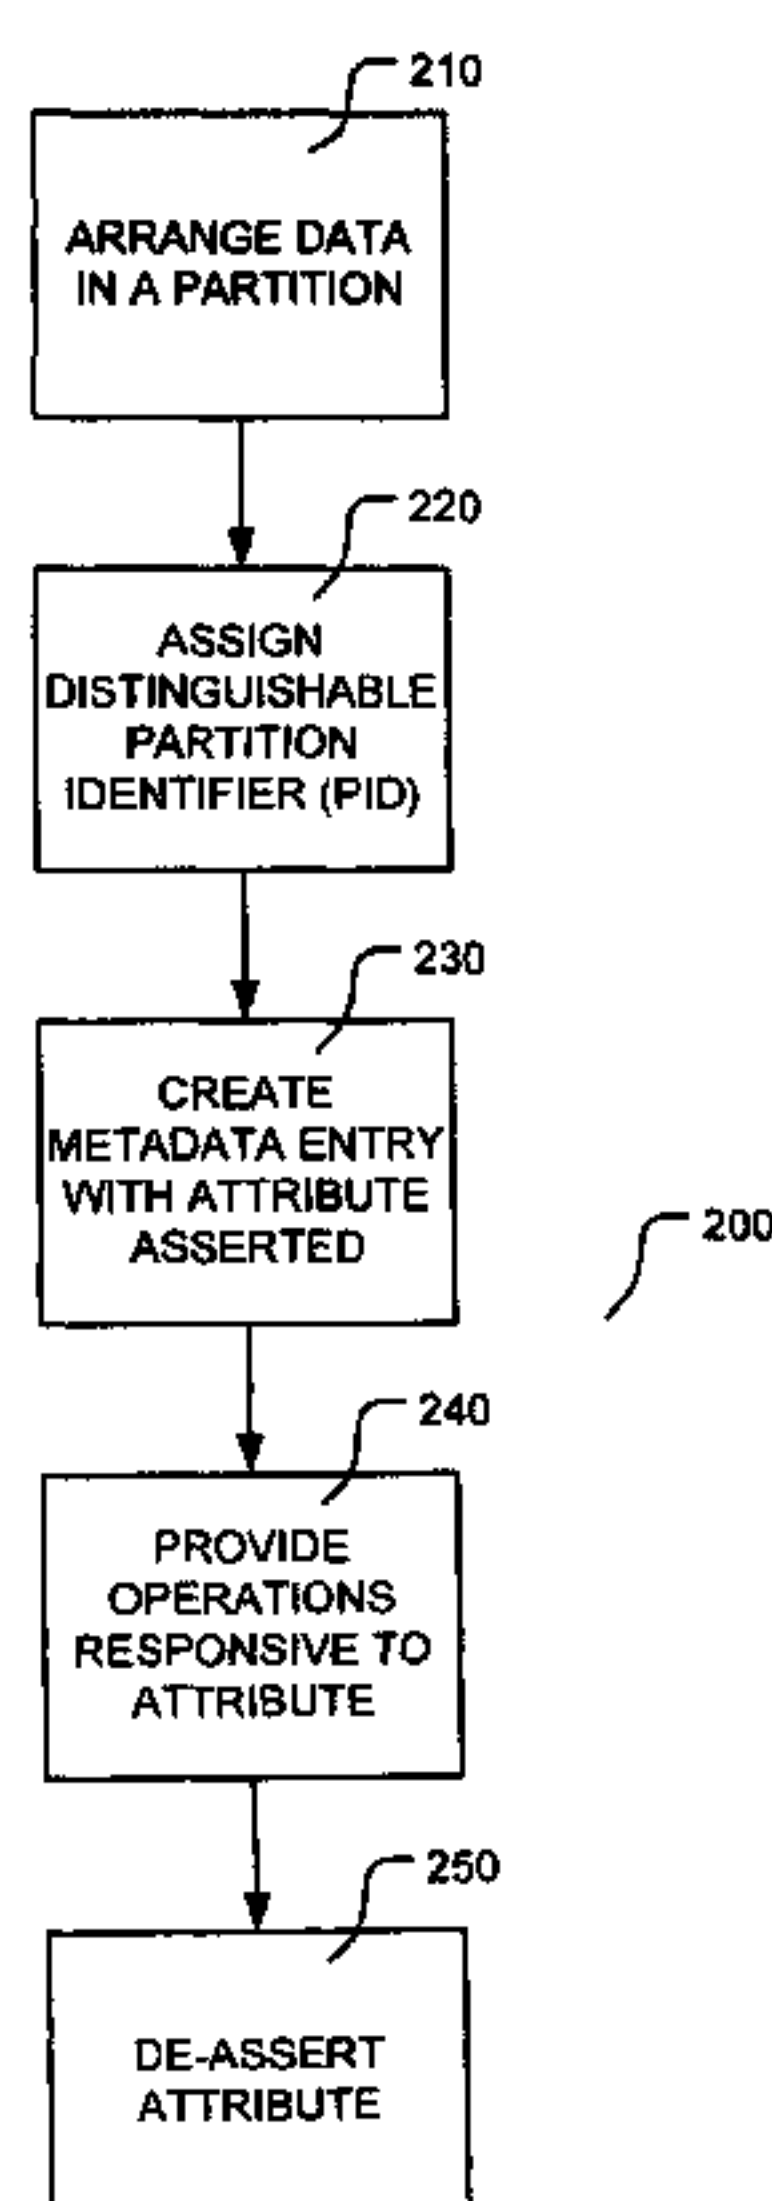 210
ARRANGE DATA
IN A PARTITION
220
ASSIGN
DISTINGUISHABLE
PARTITION
IDENTIFIER (PID)
230
CREATE
METADATA ENTRY
WITH ATTRIBUTE
ASSERTED
200
240
PROVIDE
OPERATIONS
RESPONSIVE TO
ATTRIBUTE
250
DE-ASSERT
ATTRIBUTE